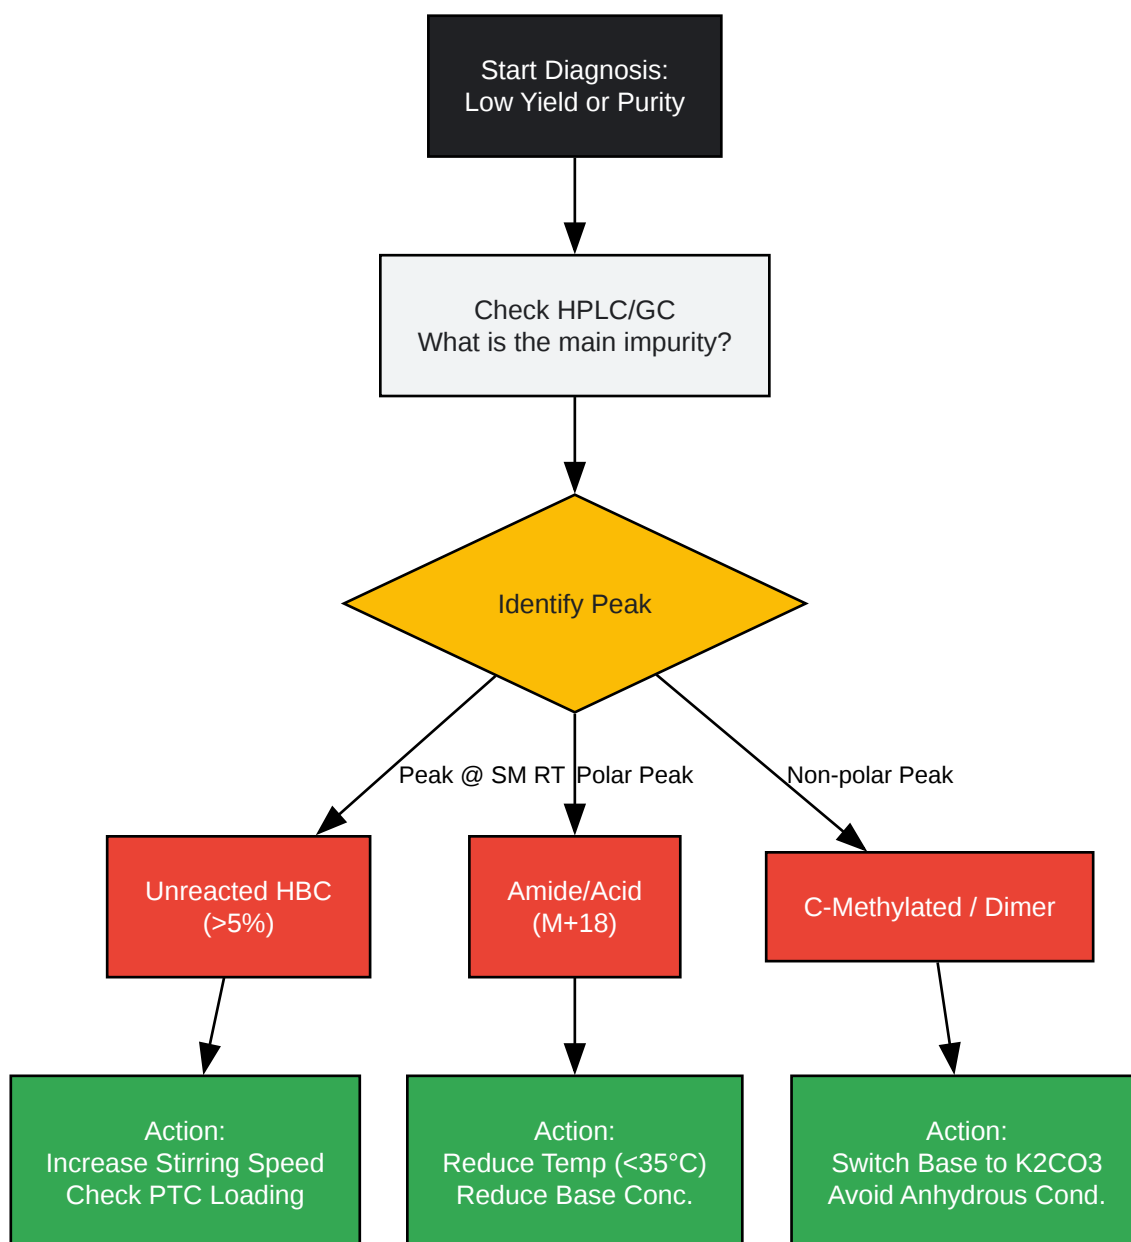 Start Diagnosis:
Low Yield or Purity
Check HPLC/GC
What is the main impurity?
Identify Peak
Peak @ SM RT
Polar Peak
Non-polar Peak
Unreacted HBC
(>5%)
Amide/Acid
(M+18)
C-Methylated / Dimer
Action:
Increase Stirring Speed
Check PTC Loading
Action:
Reduce Temp (<35°C)
Reduce Base Conc.
Action:
Switch Base to K2CO3
Avoid Anhydrous Cond.